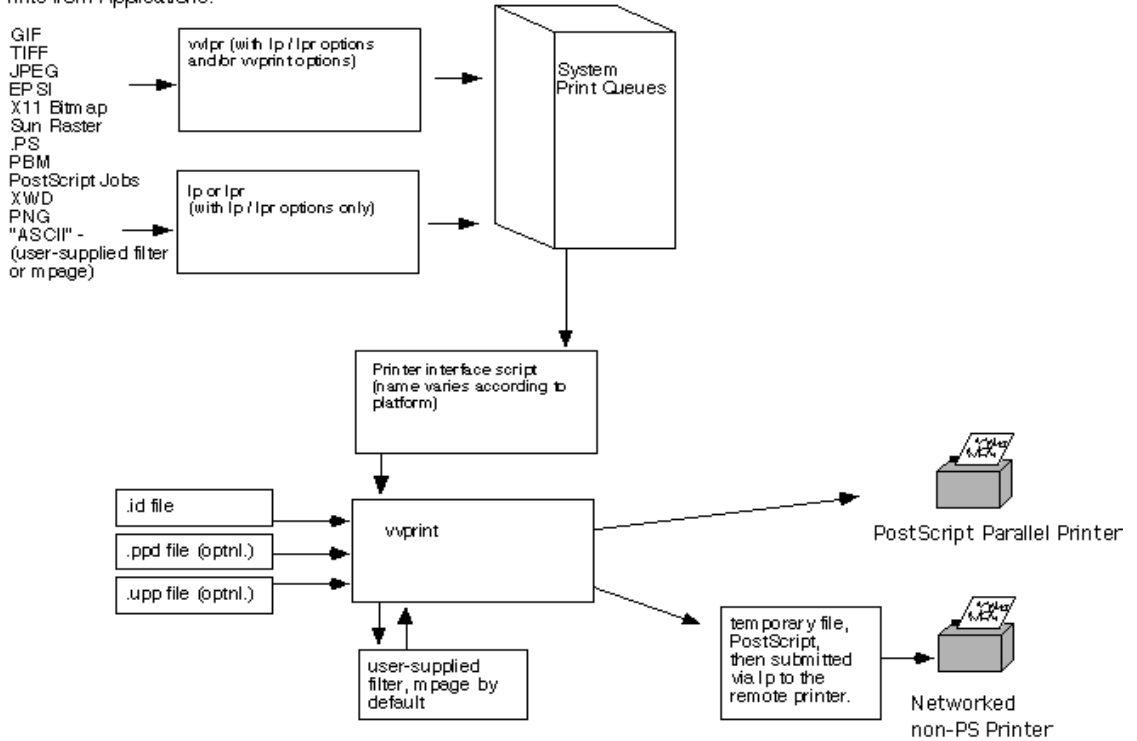 from Applications.
GIF
TIFF
JPEG
EPSI
X11 Bitmap
Sun Raster
.PS
PBM
PostScript Jobs
XWD
PNG
"ASCII" -
(user-supplied filter
or mpage)
vvlpr (with lp / lpr options
and/or vvprint options)
lp or lpr
(with lp / lpr options only)
System
Print Queues
Printer interface script
(name varies according to
platform)
.id file
.ppd file (optnl.)
.upp file (optnl.)
vvprint
user-supplied
filter, mpage by
default
PostScript Parallel Printer
temporary file,
PostScript,
then submitted
via lp to the
remote printer.
Networked
non-PS Printer